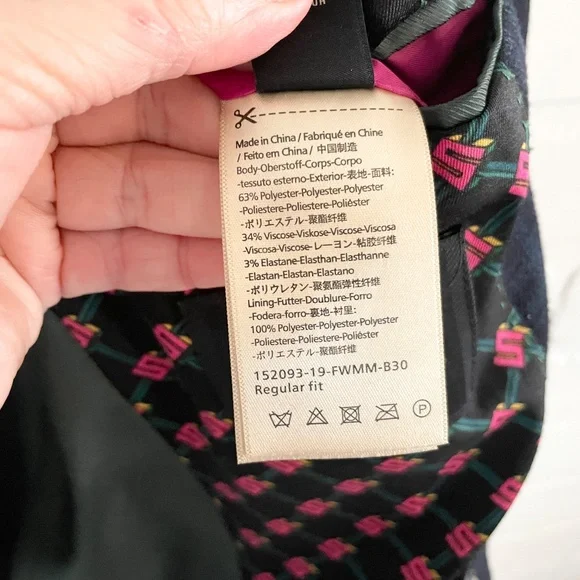 Made in China / Fabriqué en Chine
/ Feito em China / 中国制造
Body-Oberstoff-Corps-Corpo
-tessuto esterno-Exterior-表地-面料:
63% Polyester-Polyester-Polyester
-Poliestere-Poliestere-Poliéster
-ポリエステル-聚酯纤维
34% Viscose-Viskose-Viscose-Viscosa
-Viscosa-Viscose-レーヨン-粘胶纤维
3% Elastane-Elasthan-Élasthanne
-Elastan-Elastan-Elastano
-ポリウレタン-聚氨酯弹性纤维
Lining-Futter-Doublure-Forro
-Fodera-forro-裏地-衬里:
100% Polyester-Polyester-Polyester
-Poliestere-Poliestere-Poliéster
-ポリエステル-聚酯纤维
152093-19-FWMM-B30
Regular fit
P